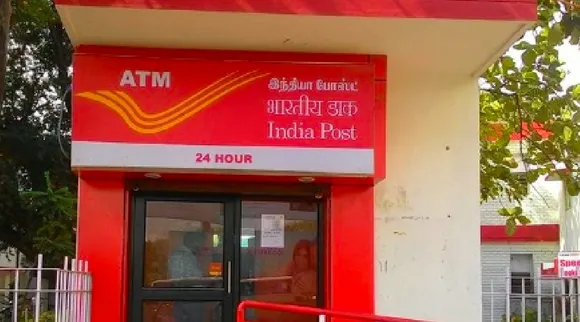 ATM
இந்தியா போஸ்ட்
भारतीय डाक
India Post
24 HOUR